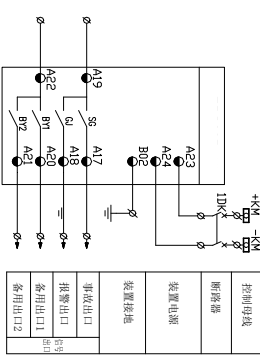 +KM
-KM
1DK
A23
A24
B02
A19
A22
SG
GJ
BY1
BY2
A17
A18
A20
A21
控制母线
断路器
装置电源
装置接地
事故出口
报警出口
备用出口1
备用出口2
信号出口